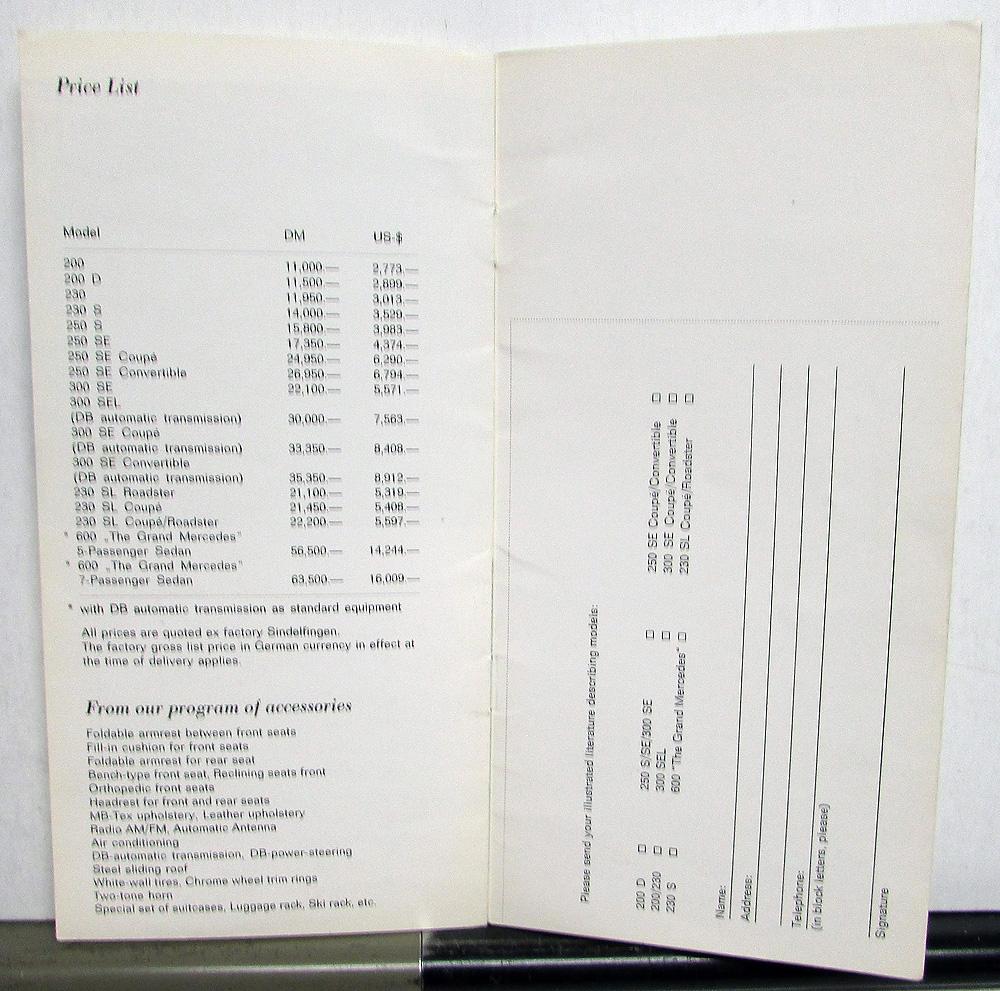 Price List
Model DM US-$
200 11,000.— 2,773.—
200 D 11,500.— 2,899.—
230 11,950.— 3,013.—
230 S 14,000.— 3,529.—
250 S 15,800.— 3,983.—
250 SE 17,350.— 4,374.—
250 SE Coupé 24,950.— 6,290.—
250 SE Convertible 26,950.— 6,794.—
300 SE 22,100.— 5,571.—
300 SEL
(DB automatic transmission) 30,000.— 7,563.—
300 SE Coupé
(DB automatic transmission) 33,350.— 8,408.—
300 SE Convertible
(DB automatic transmission) 35,350.— 8,912.—
230 SL Roadster 21,100.— 5,319.—
230 SL Coupé 21,450.— 5,408.—
230 SL Coupé/Roadster 22,200.— 5,597.—
* 600 „The Grand Mercedes"
5-Passenger Sedan 56,500.— 14,244.—
* 600 „The Grand Mercedes"
7-Passenger Sedan 63,500.— 16,009.—
* with DB automatic transmission as standard equipment
All prices are quoted ex factory Sindelfingen.
The factory gross list price in German currency in effect at
the time of delivery applies.
From our program of accessories
Foldable armrest between front seats
Fill-in cushion for front seats
Foldable armrest for rear seat
Bench-type front seat, Reclining seats front
Orthopedic front seats
Headrest for front and rear seats
MB-Tex upholstery, Leather upholstery
Radio AM/FM, Automatic Antenna
Air conditioning
DB-automatic transmission, DB-power-steering
Steel sliding roof
White-wall tires, Chrome wheel trim rings
Two-tone horn
Special set of suitcases, Luggage rack, Ski rack, etc.
Please send your illustrated literature describing models:
200 D □ 250 S/SE/300 SE □ 250 SE Coupé/Convertible □
200/230 □ 300 SEL □ 300 SE Coupé/Convertible □
230 S □ 600 "The Grand Mercedes" □ 230 SL Coupé/Roadster □
Name:
Address:
Telephone:
(in block letters, please)
Signature